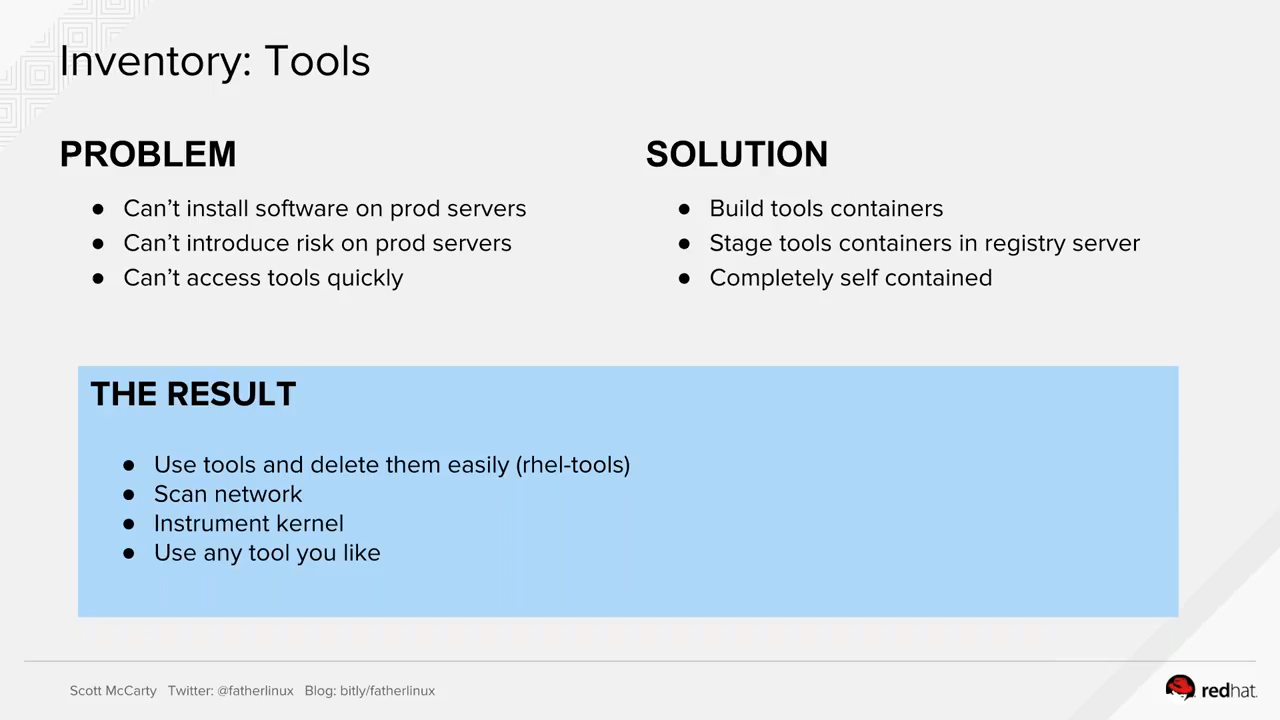 Inventory: Tools
PROBLEM
● Can’t install software on prod servers
● Can’t introduce risk on prod servers
● Can’t access tools quickly
SOLUTION
● Build tools containers
● Stage tools containers in registry server
● Completely self contained
THE RESULT
● Use tools and delete them easily (rhel-tools)
● Scan network
● Instrument kernel
● Use any tool you like
Scott McCarty Twitter: @fatherlinux Blog: bitly/fatherlinux
redhat.